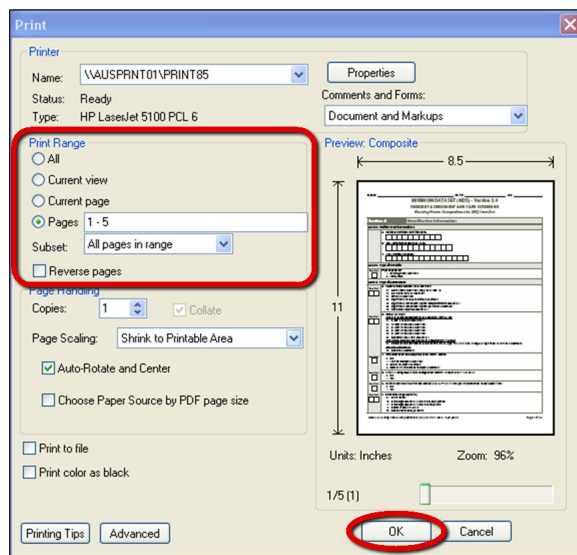 Print
Printer
Name: \\AUSPRNT01\PRINT85
Properties
Status: Ready
Comments and Forms:
Type: HP LaserJet 5100 PCL 6
Document and Markups
Print Range
All
Current view
Current page
Pages 1 - 5
Subset: All pages in range
Reverse pages
Preview: Composite
8.5
11
Page Handling
Copies: 1
Collate
Page Scaling: Shrink to Printable Area
Auto-Rotate and Center
Choose Paper Source by PDF page size
Print to file
Print color as black
Units: Inches Zoom: 96%
1/5 (1)
Printing Tips
Advanced
OK
Cancel